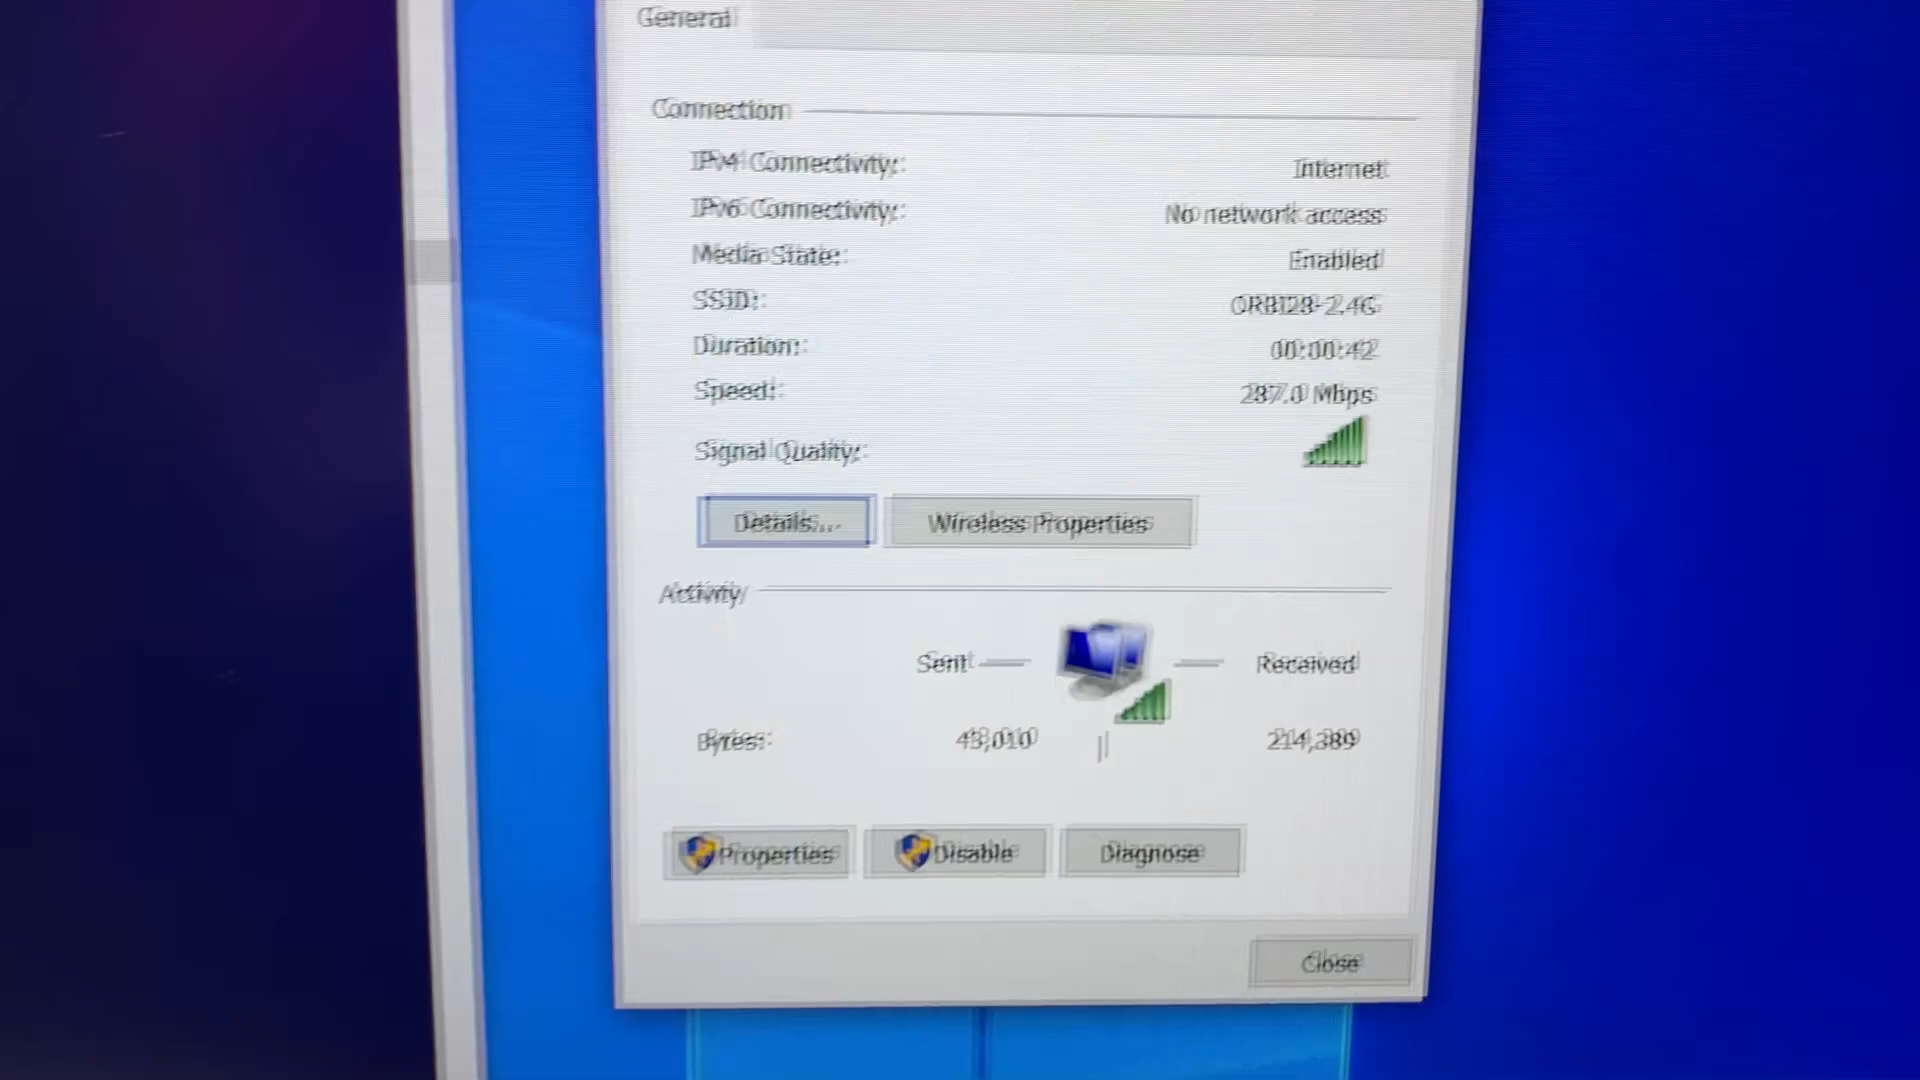 General
Connection
IPv4 Connectivity: Internet
IPv6 Connectivity: No network access
Media State: Enabled
SSID: ORBI28-2.4G
Duration: 00:00:42
Speed: 287.0 Mbps
Signal Quality:
Details... Wireless Properties
Activity
Sent Received
Bytes: 43,010 214,389
Properties Disable Diagnose
Close